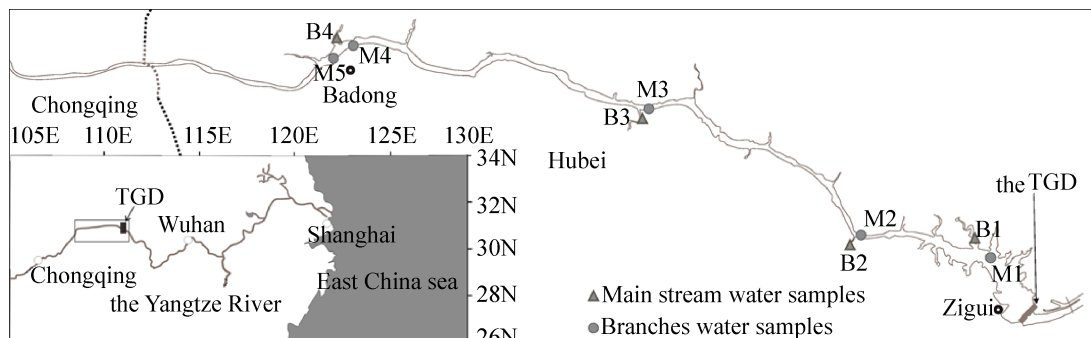 B4
M4
M5
Badong
M3
B3
Chongqing
105E 110E 115E 120E 125E 130E
34N
Hubei
the TGD
TGD
32N
Wuhan
M2
B1
Shanghai
30N
B2
M1
Chongqing
East China sea
the Yangtze River
28N
Main stream water samples
Zigui
Branches water samples
26N